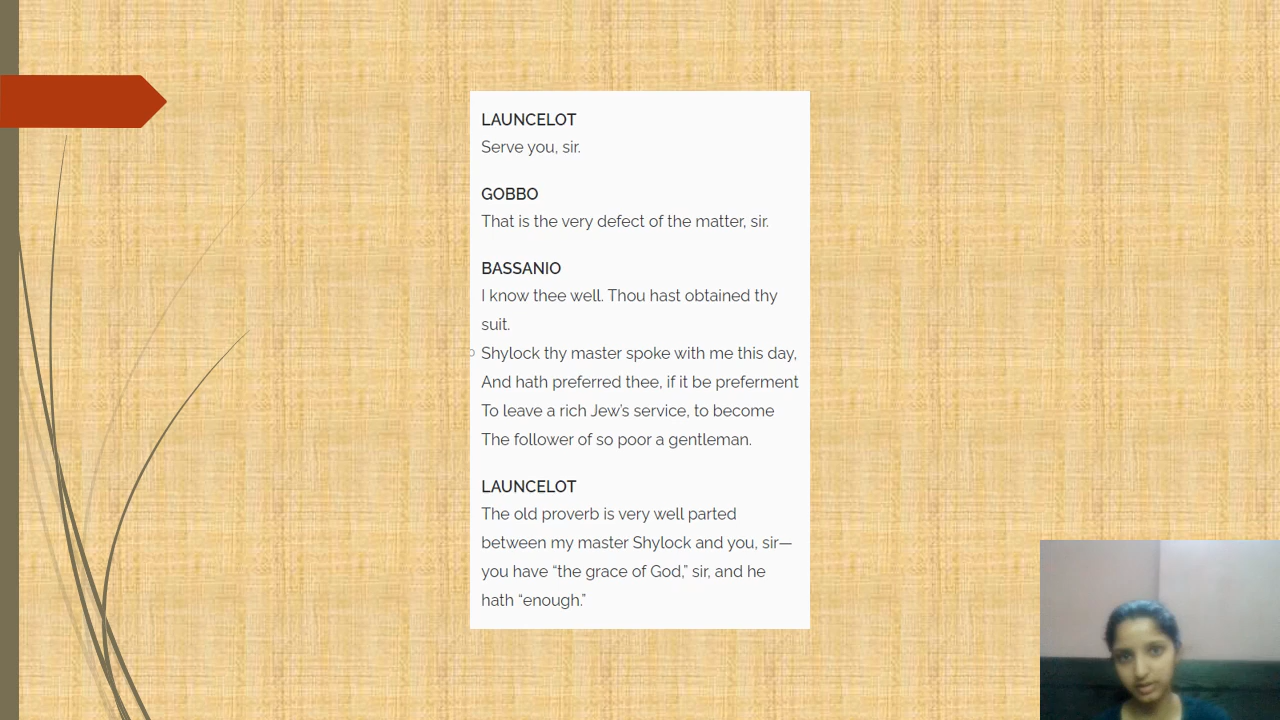 LAUNCELOT
Serve you, sir.
GOBBO
That is the very defect of the matter, sir.
BASSANIO
I know thee well. Thou hast obtained thy
suit.
Shylock thy master spoke with me this day,
And hath preferred thee, if it be preferment
To leave a rich Jew’s service, to become
The follower of so poor a gentleman.
LAUNCELOT
The old proverb is very well parted
between my master Shylock and you, sir—
you have “the grace of God,” sir, and he
hath “enough.”